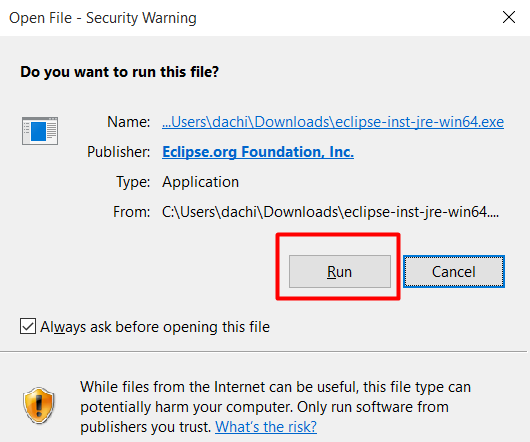 Open File - Security Warning
Do you want to run this file?
Name: ...Users\dachi\Downloads\eclipse-inst-jre-win64.exe
Publisher: Eclipse.org Foundation, Inc.
Type: Application
From: C:\Users\dachi\Downloads\eclipse-inst-jre-win64....
Run Cancel
Always ask before opening this file
While files from the Internet can be useful, this file type can
potentially harm your computer. Only run software from
publishers you trust. What's the risk?